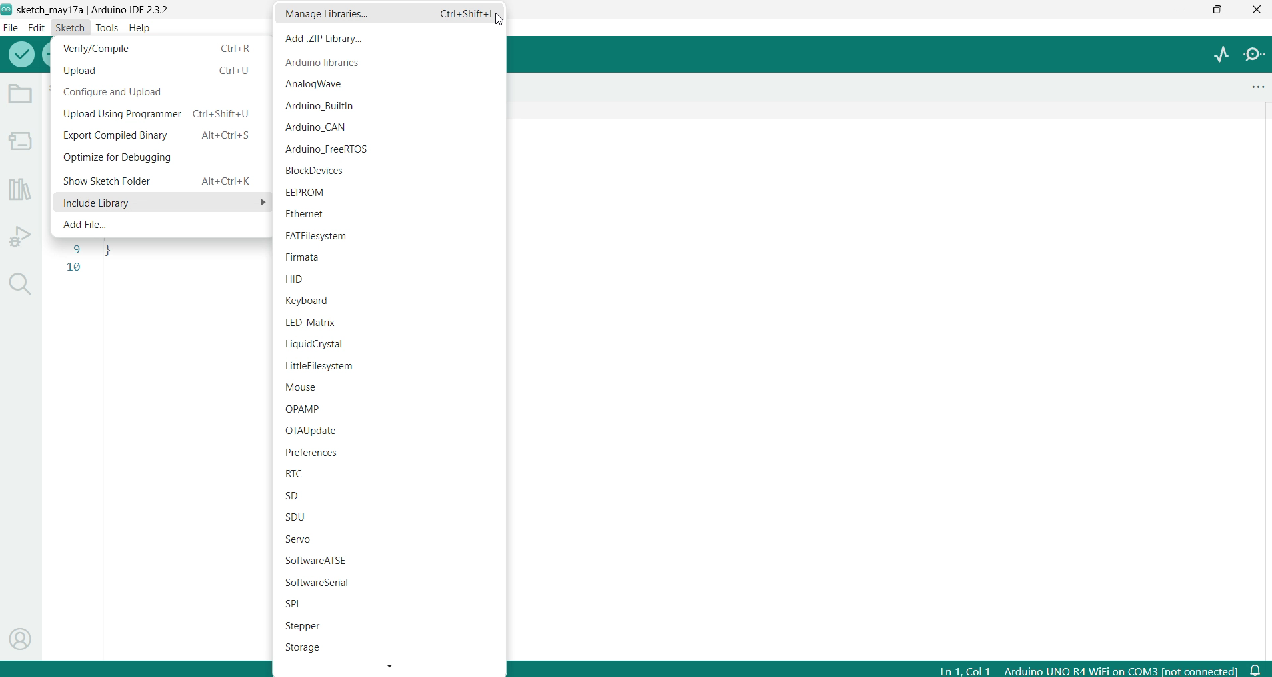 sketch_may17a | Arduino IDE 2.3.2
File Edit Sketch Tools Help
Verify/Compile Ctrl+R
Upload Ctrl+U
Configure and Upload
Upload Using Programmer Ctrl+Shift+U
Export Compiled Binary Alt+Ctrl+S
Optimize for Debugging
Show Sketch Folder Alt+Ctrl+K
Include Library
Add File...
9 }
10
Manage Libraries... Ctrl+Shift+I
Add .ZIP Library...
Arduino libraries
AnalogWave
Arduino_BuiltIn
Arduino_CAN
Arduino_FreeRTOS
BlockDevices
EEPROM
Ethernet
FATFilesystem
Firmata
HID
Keyboard
LED Matrix
LiquidCrystal
LittleFilesystem
Mouse
OPAMP
OTAUpdate
Preferences
RTC
SD
SDU
Servo
SoftwareATSE
SoftwareSerial
SPI
Stepper
Storage
Ln 1, Col 1 Arduino UNO R4 WiFi on COM3 [not connected]